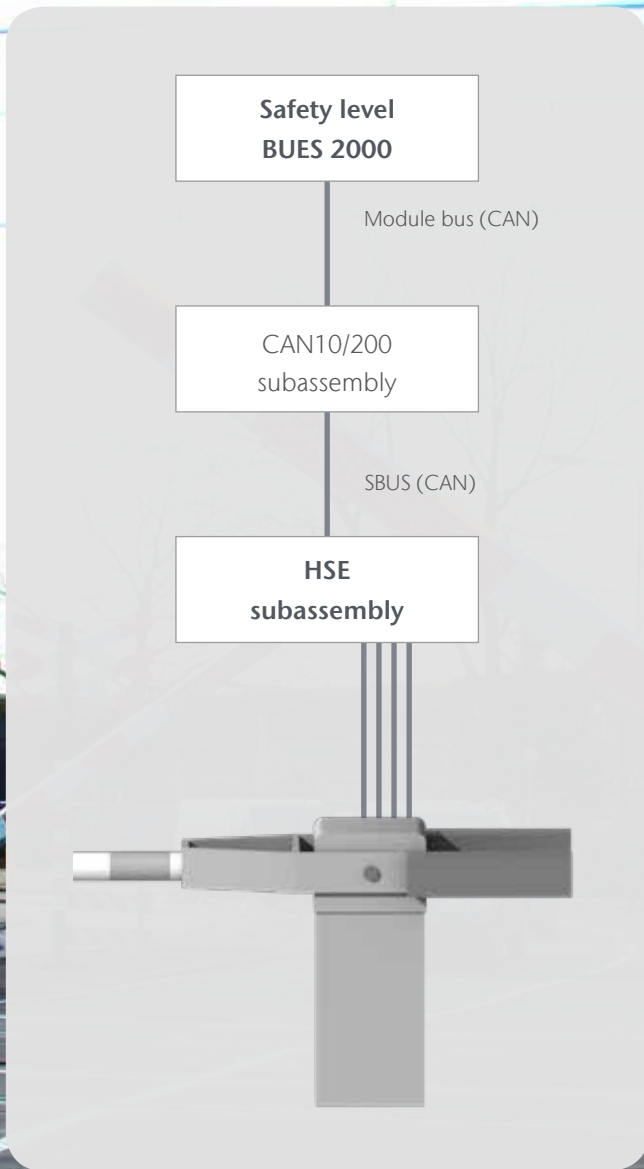 Safety level
BUES 2000
Module bus (CAN)
CAN10/200
subassembly
SBUS (CAN)
HSE
subassembly